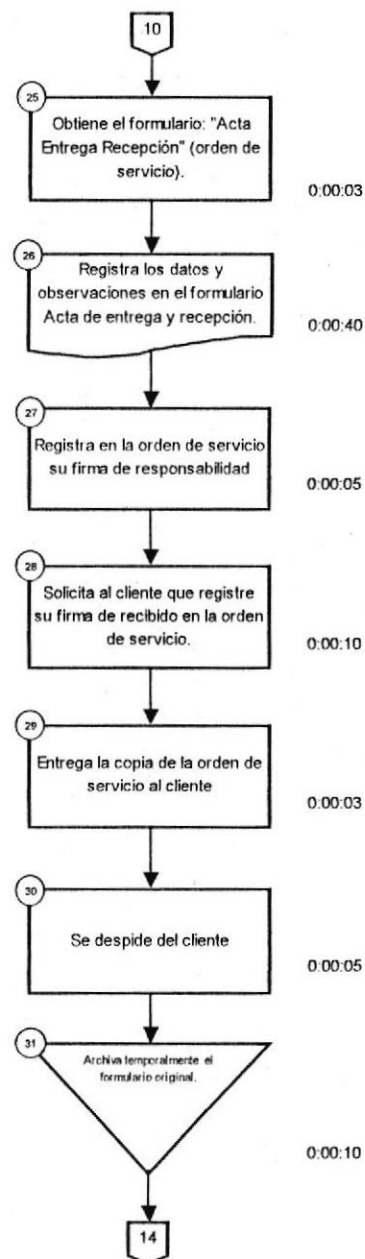 10
25
Obtiene el formulario: "Acta
Entrega Recepción" (orden de
servicio).
0:00:03
26
Registra los datos y
observaciones en el formulario
Acta de entrega y recepción.
0:00:40
27
Registra en la orden de servicio
su firma de responsabilidad
0:00:05
28
Solicita al cliente que registre
su firma de recibido en la orden
de servicio.
0:00:10
29
Entrega la copia de la orden de
servicio al cliente
0:00:03
30
Se despide del cliente
0:00:05
31
Archiva temporalmente el
formulario original.
0:00:10
14